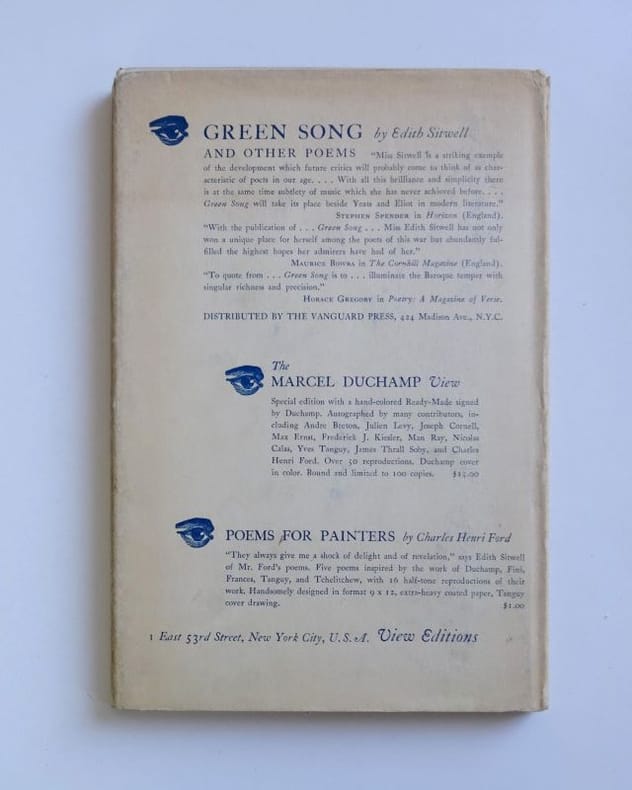 GREEN SONG by Edith Sitwell
AND OTHER POEMS "Miss Sitwell is a striking example
of the development which future critics will probably come to think of as char-
acteristic of poets in our age. . . . With all this brilliance and simplicity there
is at the same time subtlety of music which she has never achieved before. . . .
Green Song will take its place beside Yeats and Eliot in modern literature."
STEPHEN SPENDER in Horizon (England).
"With the publication of . . . Green Song . . . Miss Edith Sitwell has not only
won a unique place for herself among the poets of this war but abundantly ful-
filled the highest hopes her admirers have had of her."
MAURICE BOWRA in The Cornhill Magazine (England).
"To quote from . . . Green Song is to . . . illuminate the Baroque temper with
singular richness and precision."
HORACE GREGORY in Poetry: A Magazine of Verse.
DISTRIBUTED BY THE VANGUARD PRESS, 424 Madison Ave., N.Y.C.
The
MARCEL DUCHAMP View
Special edition with a hand-colored Ready-Made signed
by Duchamp. Autographed by many contributors, in-
cluding Andre Breton, Julien Levy, Joseph Cornell,
Max Ernst, Frederick J. Kiesler, Man Ray, Nicolas
Calas, Yves Tanguy, James Thrall Soby, and Charles
Henri Ford. Over 50 reproductions. Duchamp cover
in color. Bound and limited to 100 copies.
POEMS FOR PAINTERS by Charles Henri Ford
"They always give me a shock of delight and of revelation," says Edith Sitwell
of Mr. Ford's poems. Five poems inspired by the work of Duchamp, Fini,
Frances, Tanguy, and Tchelitchew, with 16 half-tone reproductions of their
work. Handsomely designed in format 9 x 12, extra-heavy coated paper, Tanguy
cover drawing. $1.00
1 East 53rd Street, New York City, U.S.A. View Editions